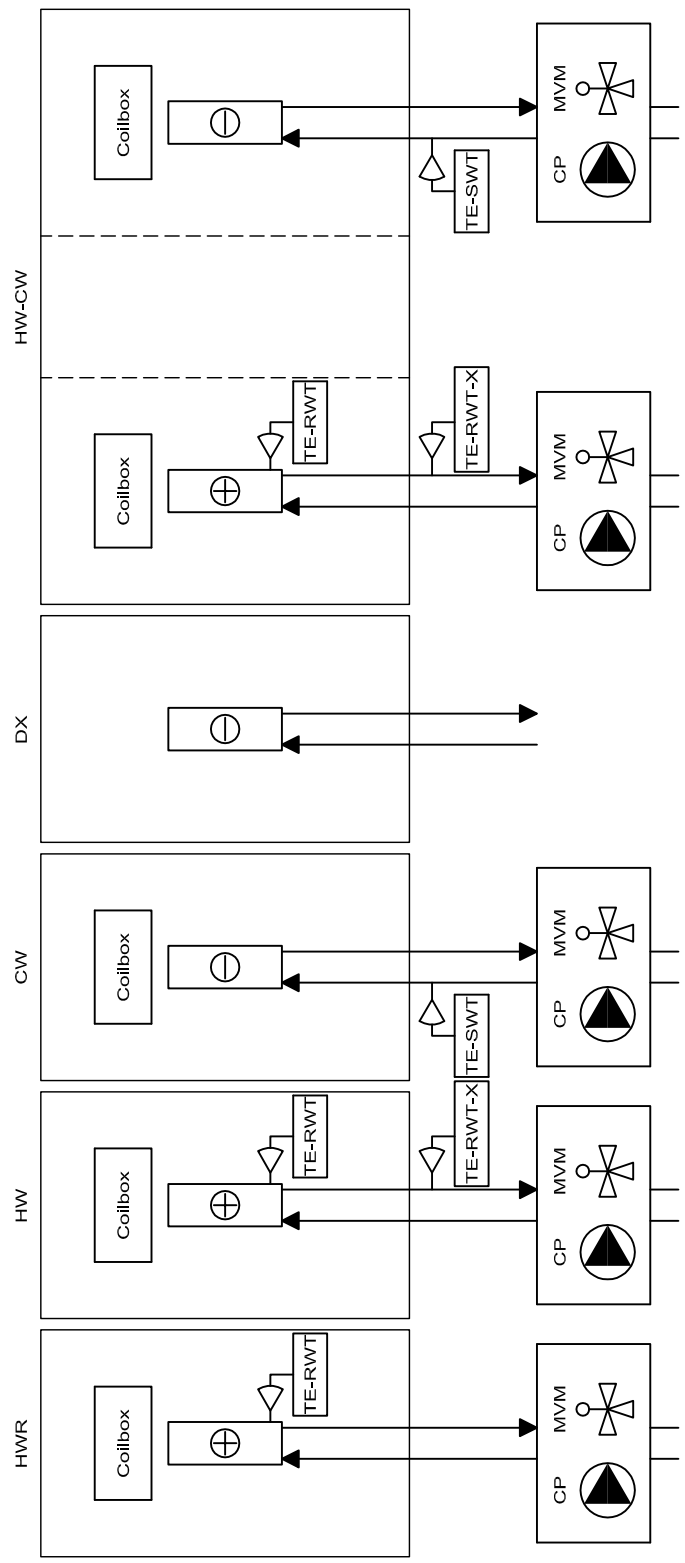 HWR
Coilbox
TE-RWT
CP
MVM
HW
Coilbox
TE-RWT
TE-RWT-X
CP
MVM
CW
Coilbox
TE-SWT
CP
MVM
DX
HW-CW
Coilbox
TE-RWT
TE-RWT-X
CP
MVM
Coilbox
TE-SWT
CP
MVM